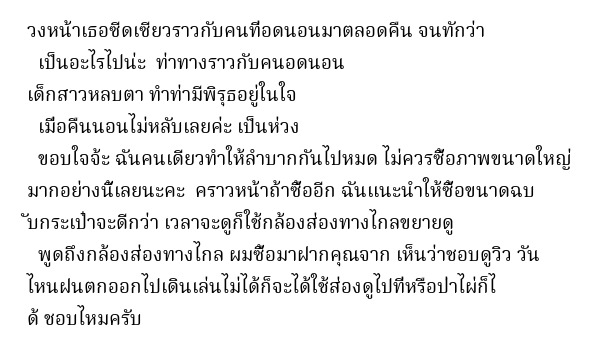 วงหน้าเธอซีดเซียวราวกับคนที่อดนอนมาตลอดคืน จนทักว่า
เป็นอะไรไปน่ะ ท่าทางราวกับคนอดนอน
เด็กสาวหลบตา ทำท่ามีพิรุธอยู่ในใจ
เมื่อคืนนอนไม่หลับเลยค่ะ เป็นห่วง
ขอบใจจ้ะ ฉันคนเดียวทำให้ลำบากกันไปหมด ไม่ควรซื้อภาพขนาดใหญ่
มากอย่างนี้เลยนะคะ คราวหน้าถ้าซื้ออีก ฉันแนะนำให้ซื้อขนาดฉบ
ับกระเป๋าจะดีกว่า เวลาจะดูก็ใช้กล้องส่องทางไกลขยายดู
พูดถึงกล้องส่องทางไกล ผมซื้อมาฝากคุณจาก เห็นว่าชอบดูวิว วัน
ไหนฝนตกออกไปเดินเล่นไม่ได้ก็จะได้ใช้ส่องดูไปที่หรือป่าไผ่ก็ไ
ด้ ชอบไหมครับ